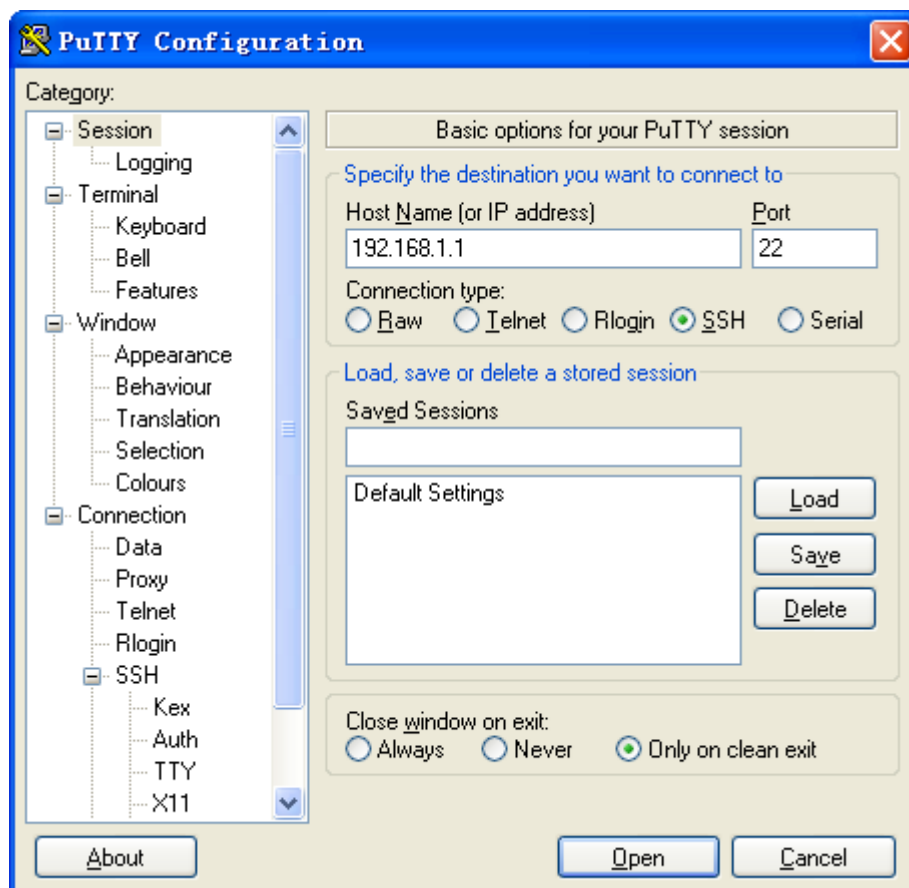 PuTTY Configuration
Category:
Session
Logging
Terminal
Keyboard
Bell
Features
Window
Appearance
Behaviour
Translation
Selection
Colours
Connection
Data
Proxy
Telnet
Rlogin
SSH
Kex
Auth
TTY
X11
Basic options for your PuTTY session
Specify the destination you want to connect to
Host Name (or IP address) Port
192.168.1.1 22
Connection type:
Raw Telnet Rlogin SSH Serial
Load, save or delete a stored session
Saved Sessions
Default Settings
Load
Save
Delete
Close window on exit:
Always Never Only on clean exit
About Open Cancel